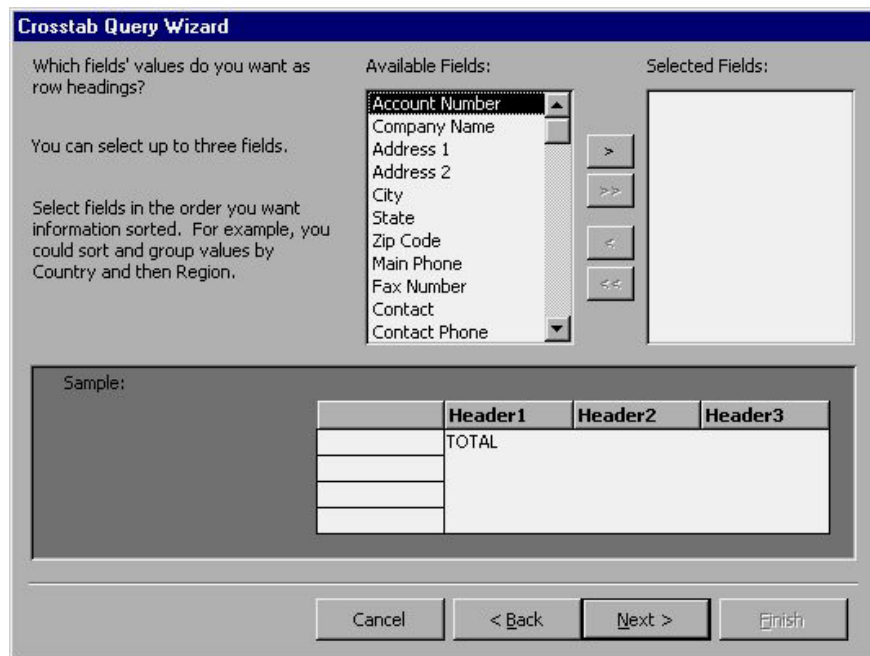 Crosstab Query Wizard
Which fields' values do you want as
row headings?
You can select up to three fields.
Select fields in the order you want
information sorted.  For example, you
could sort and group values by
Country and then Region.
Available Fields:
Account Number
Company Name
Address 1
Address 2
City
State
Zip Code
Main Phone
Fax Number
Contact
Contact Phone
>
>>
<
<<
Selected Fields:
Sample:
Header1 Header2 Header3
TOTAL
Cancel
< Back
Next >
Finish